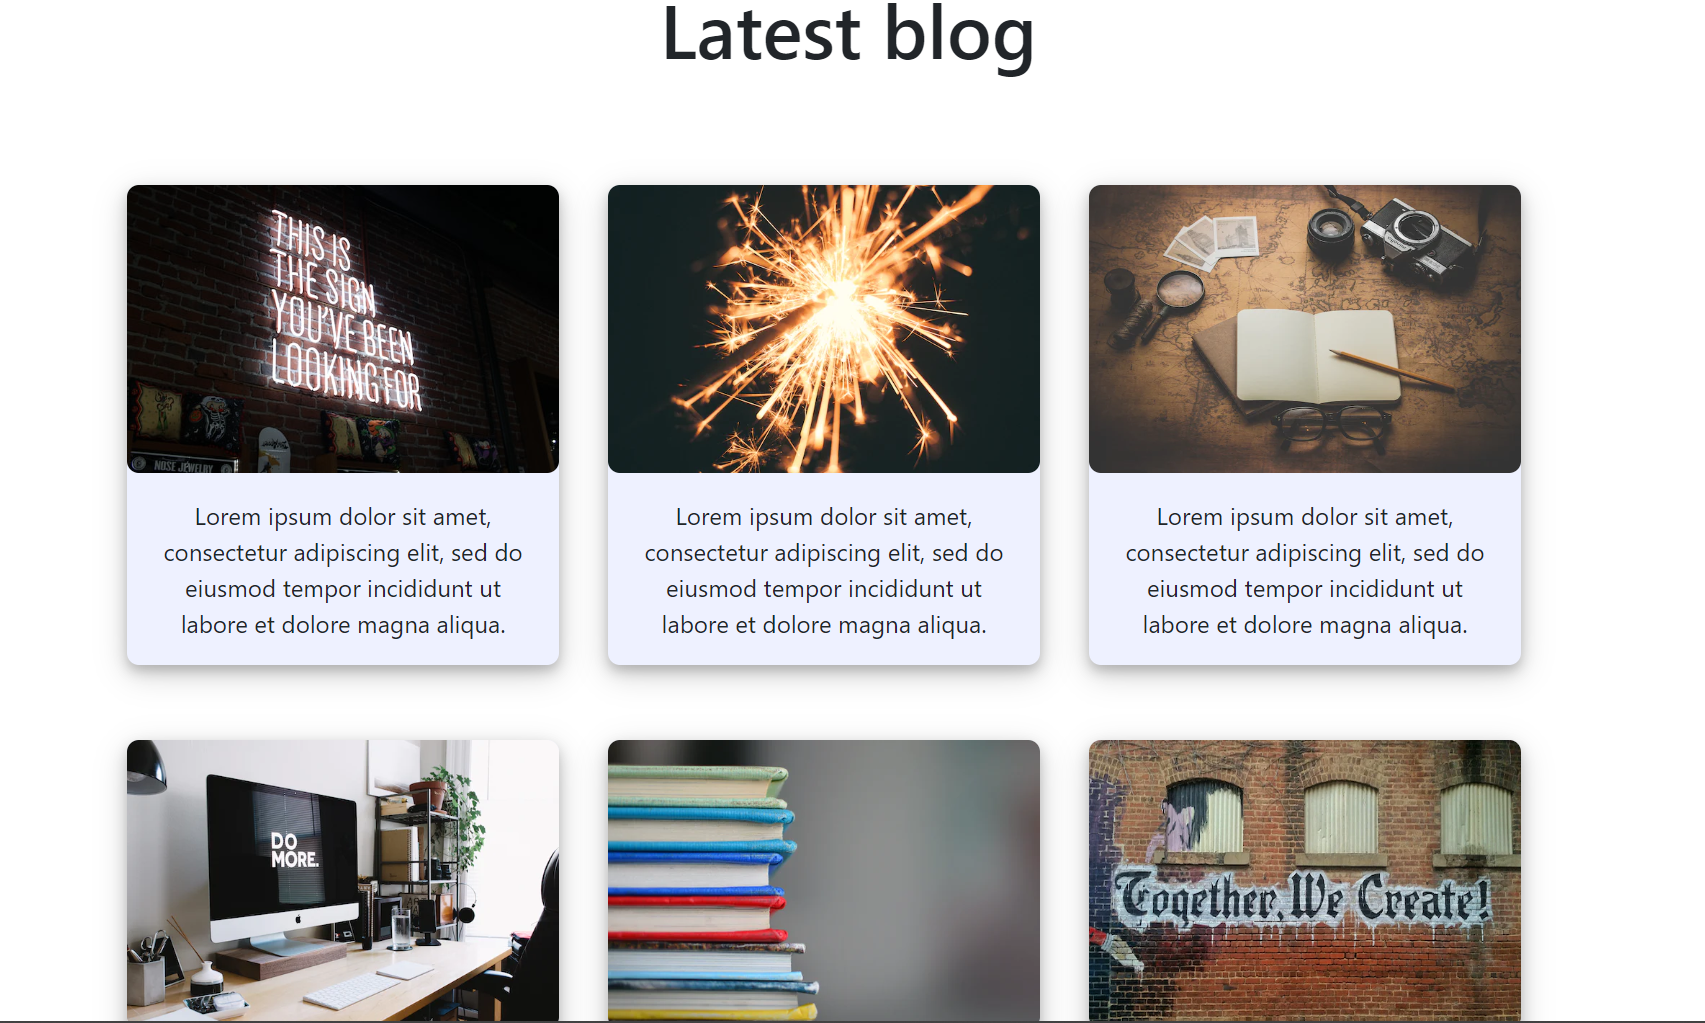 Latest blog
THIS IS
THE SIGN
YOU'VE BEEN
LOOKING FOR
NOSE JEWELRY
Lorem ipsum dolor sit amet,
consectetur adipiscing elit, sed do
eiusmod tempor incididunt ut
labore et dolore magna aliqua.
Lorem ipsum dolor sit amet,
consectetur adipiscing elit, sed do
eiusmod tempor incididunt ut
labore et dolore magna aliqua.
Lorem ipsum dolor sit amet,
consectetur adipiscing elit, sed do
eiusmod tempor incididunt ut
labore et dolore magna aliqua.
DO
MORE.
Together, We Create!